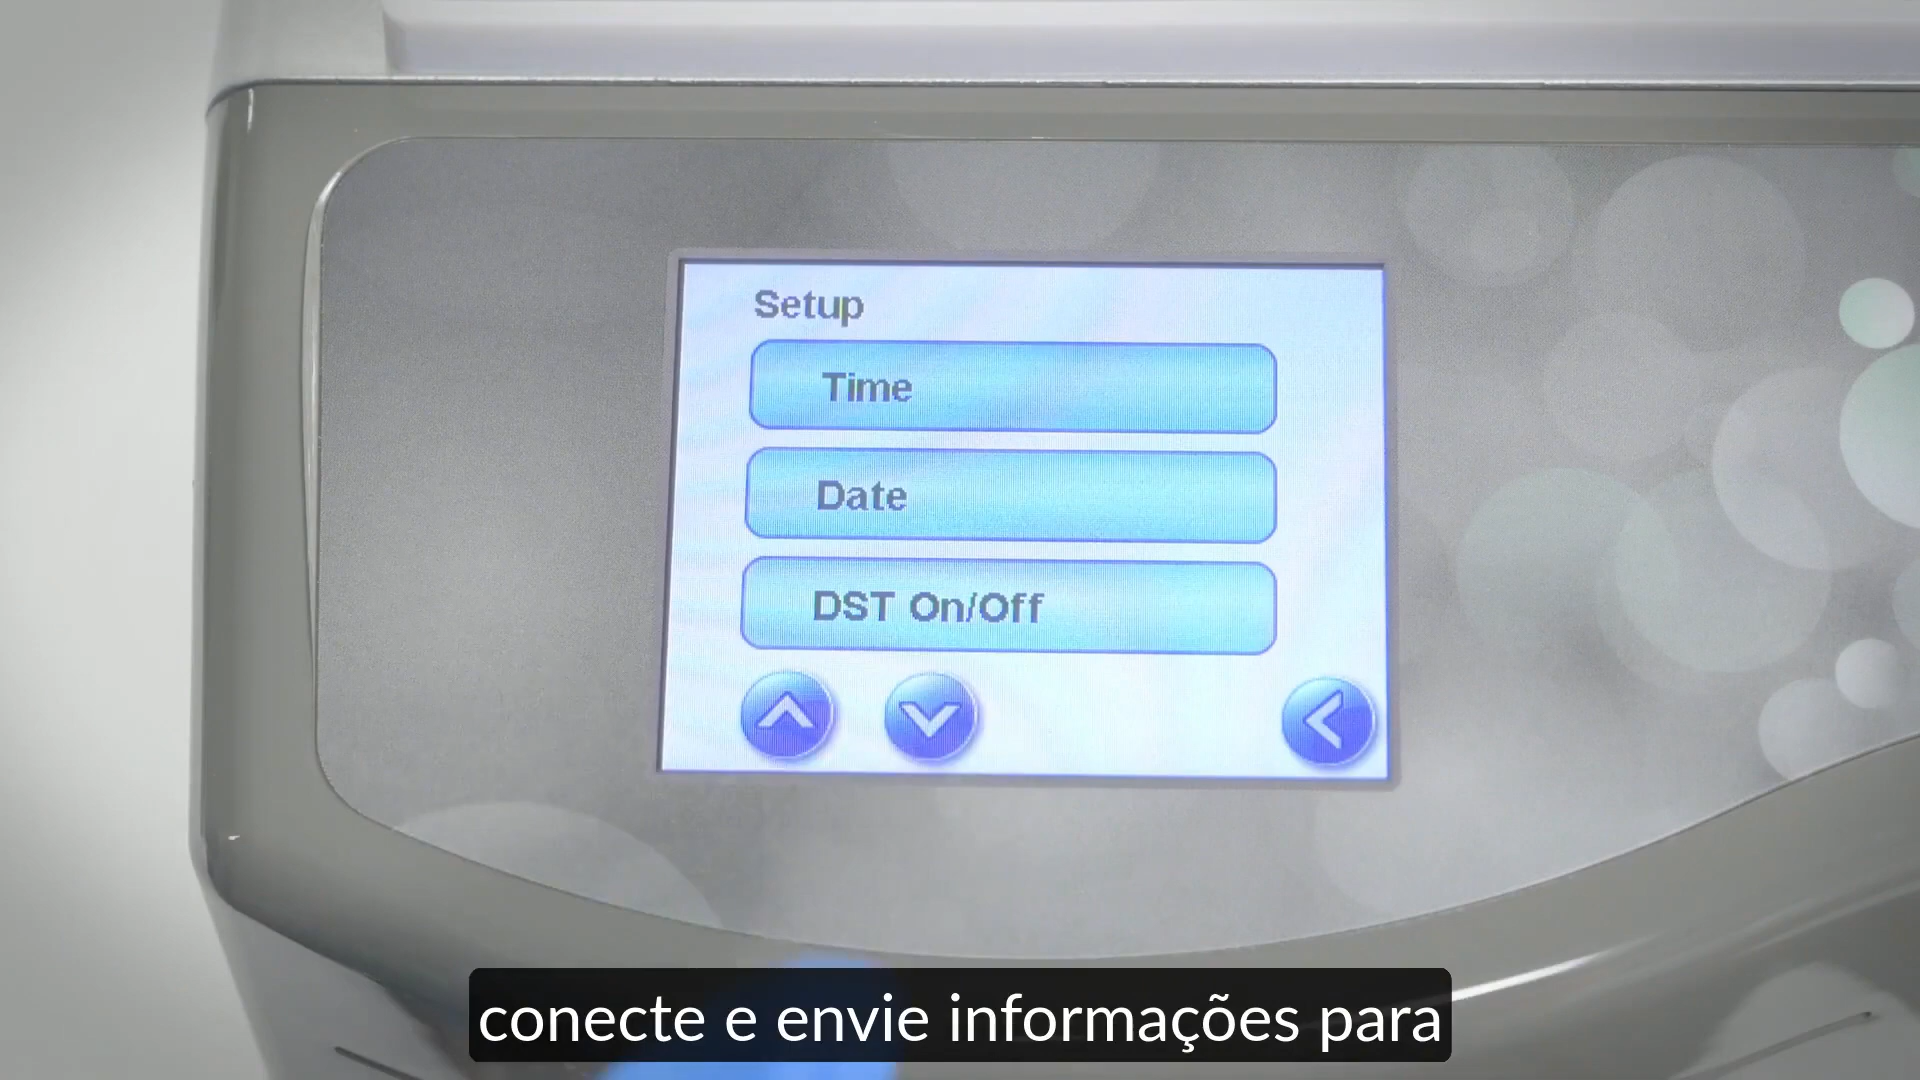 Setup
Time
Date
DST On/Off
conecte e envie informações para